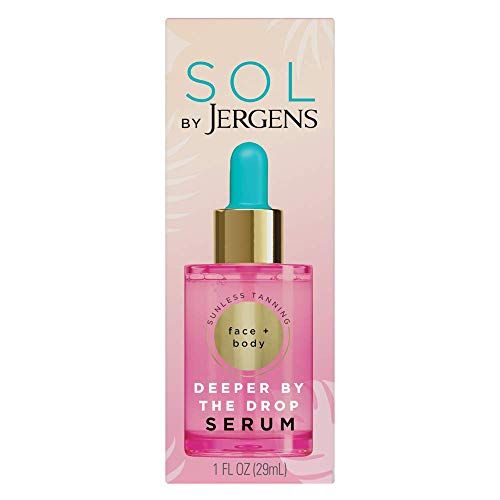 SOL
BY JERGENS
SUNLESS TANNING
face +
body
DEEPER BY
THE DROP
SERUM
1 FL OZ (29mL)